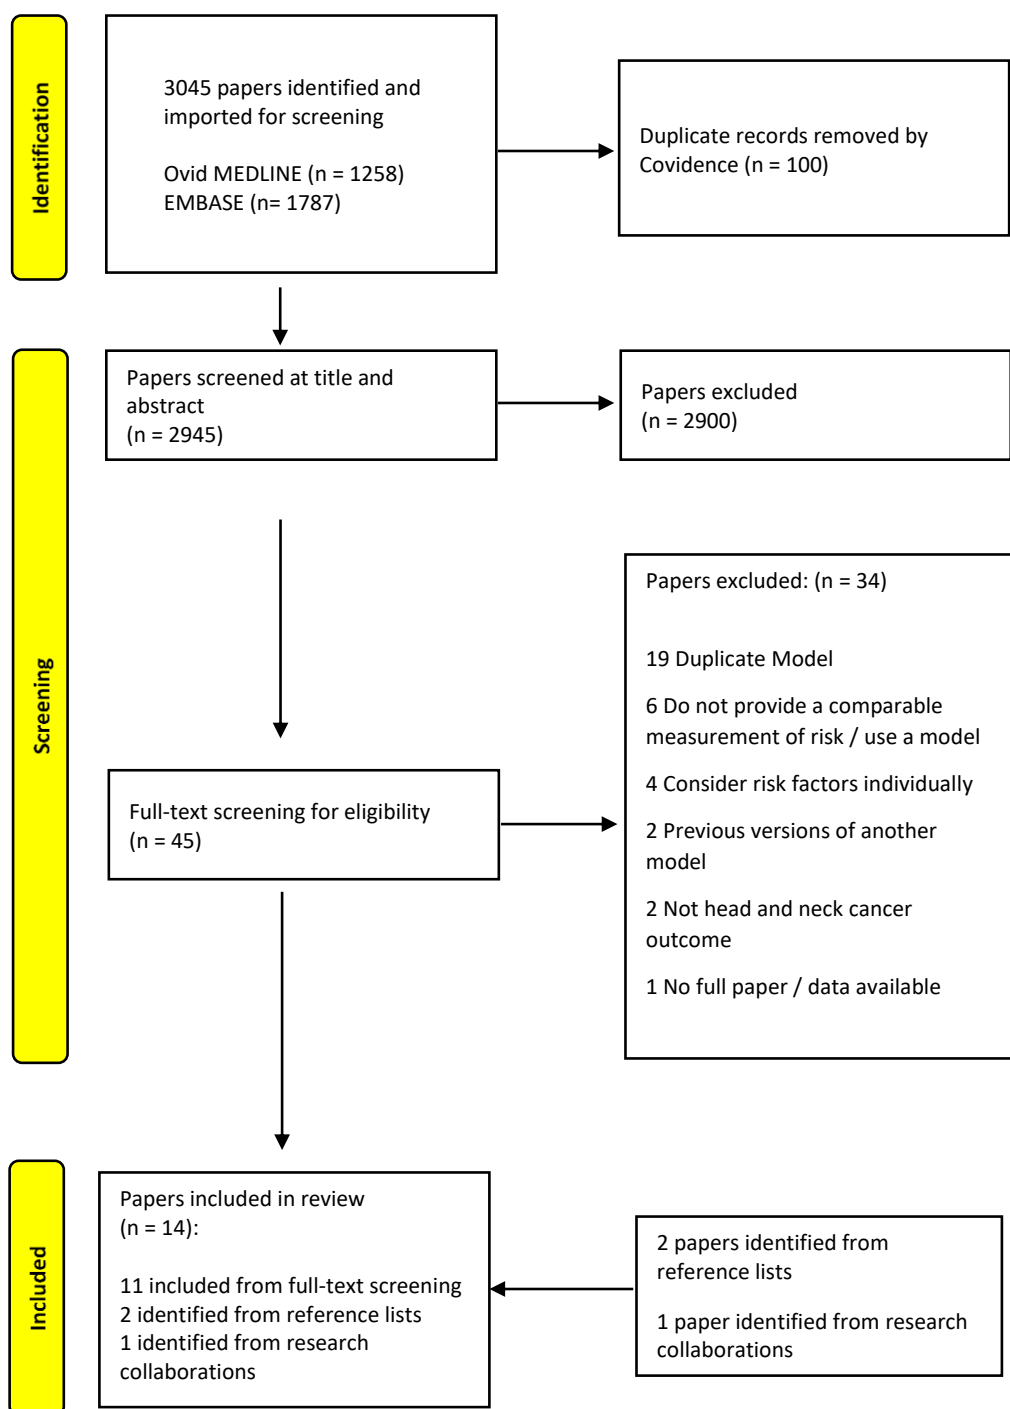 Identification
3045 papers identified and
imported for screening
Ovid MEDLINE (n = 1258)
EMBASE (n= 1787)
Duplicate records removed by
Covidence (n = 100)
Screening
Papers screened at title and
abstract
(n = 2945)
Papers excluded
(n = 2900)
Full-text screening for eligibility
(n = 45)
Papers excluded: (n = 34)
19 Duplicate Model
6 Do not provide a comparable
measurement of risk / use a model
4 Consider risk factors individually
2 Previous versions of another
model
2 Not head and neck cancer
outcome
1 No full paper / data available
Included
Papers included in review
(n = 14):
11 included from full-text screening
2 identified from reference lists
1 identified from research
collaborations
2 papers identified from
reference lists
1 paper identified from research
collaborations